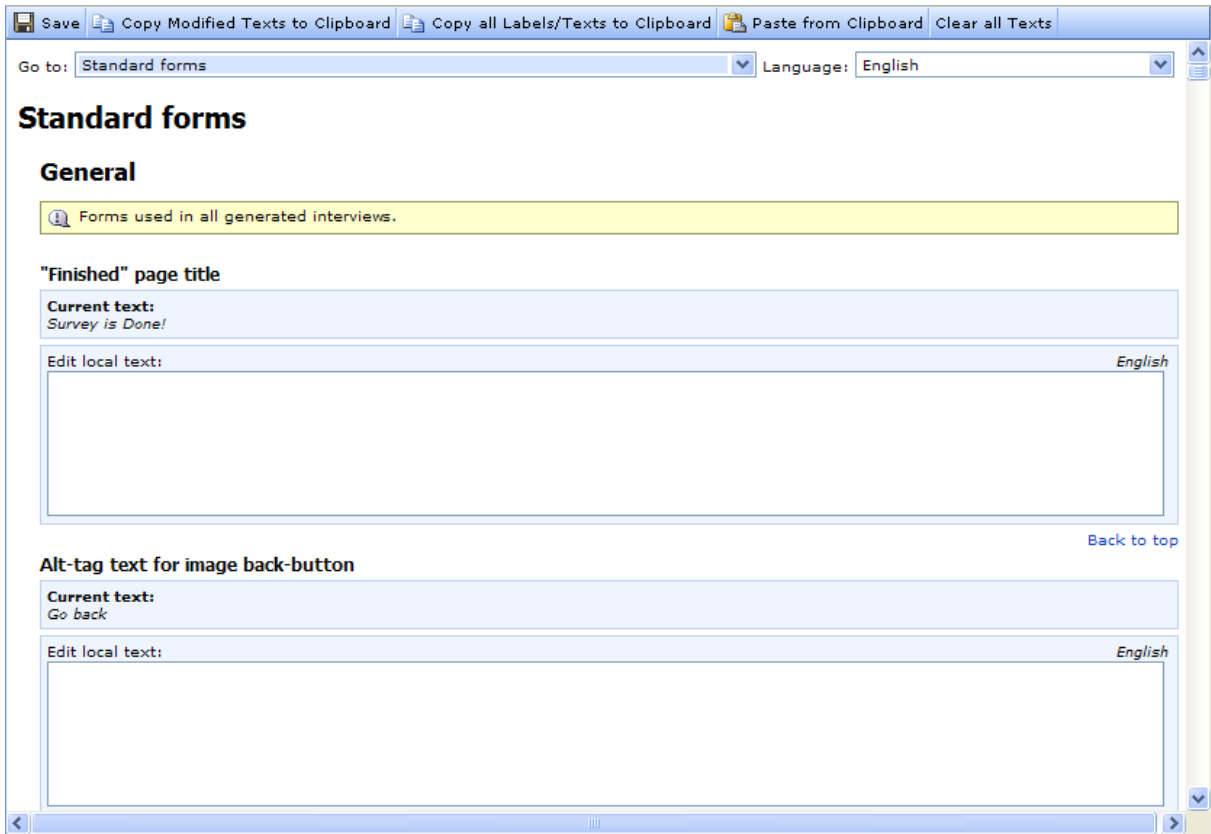 Save Copy Modified Texts to Clipboard Copy all Labels/Texts to Clipboard Paste from Clipboard Clear all Texts
Go to: Standard forms Language: English
Standard forms
General
Forms used in all generated interviews.
"Finished" page title
Current text:
Survey is Done!
Edit local text: English
Back to top
Alt-tag text for image back-button
Current text:
Go back
Edit local text: English